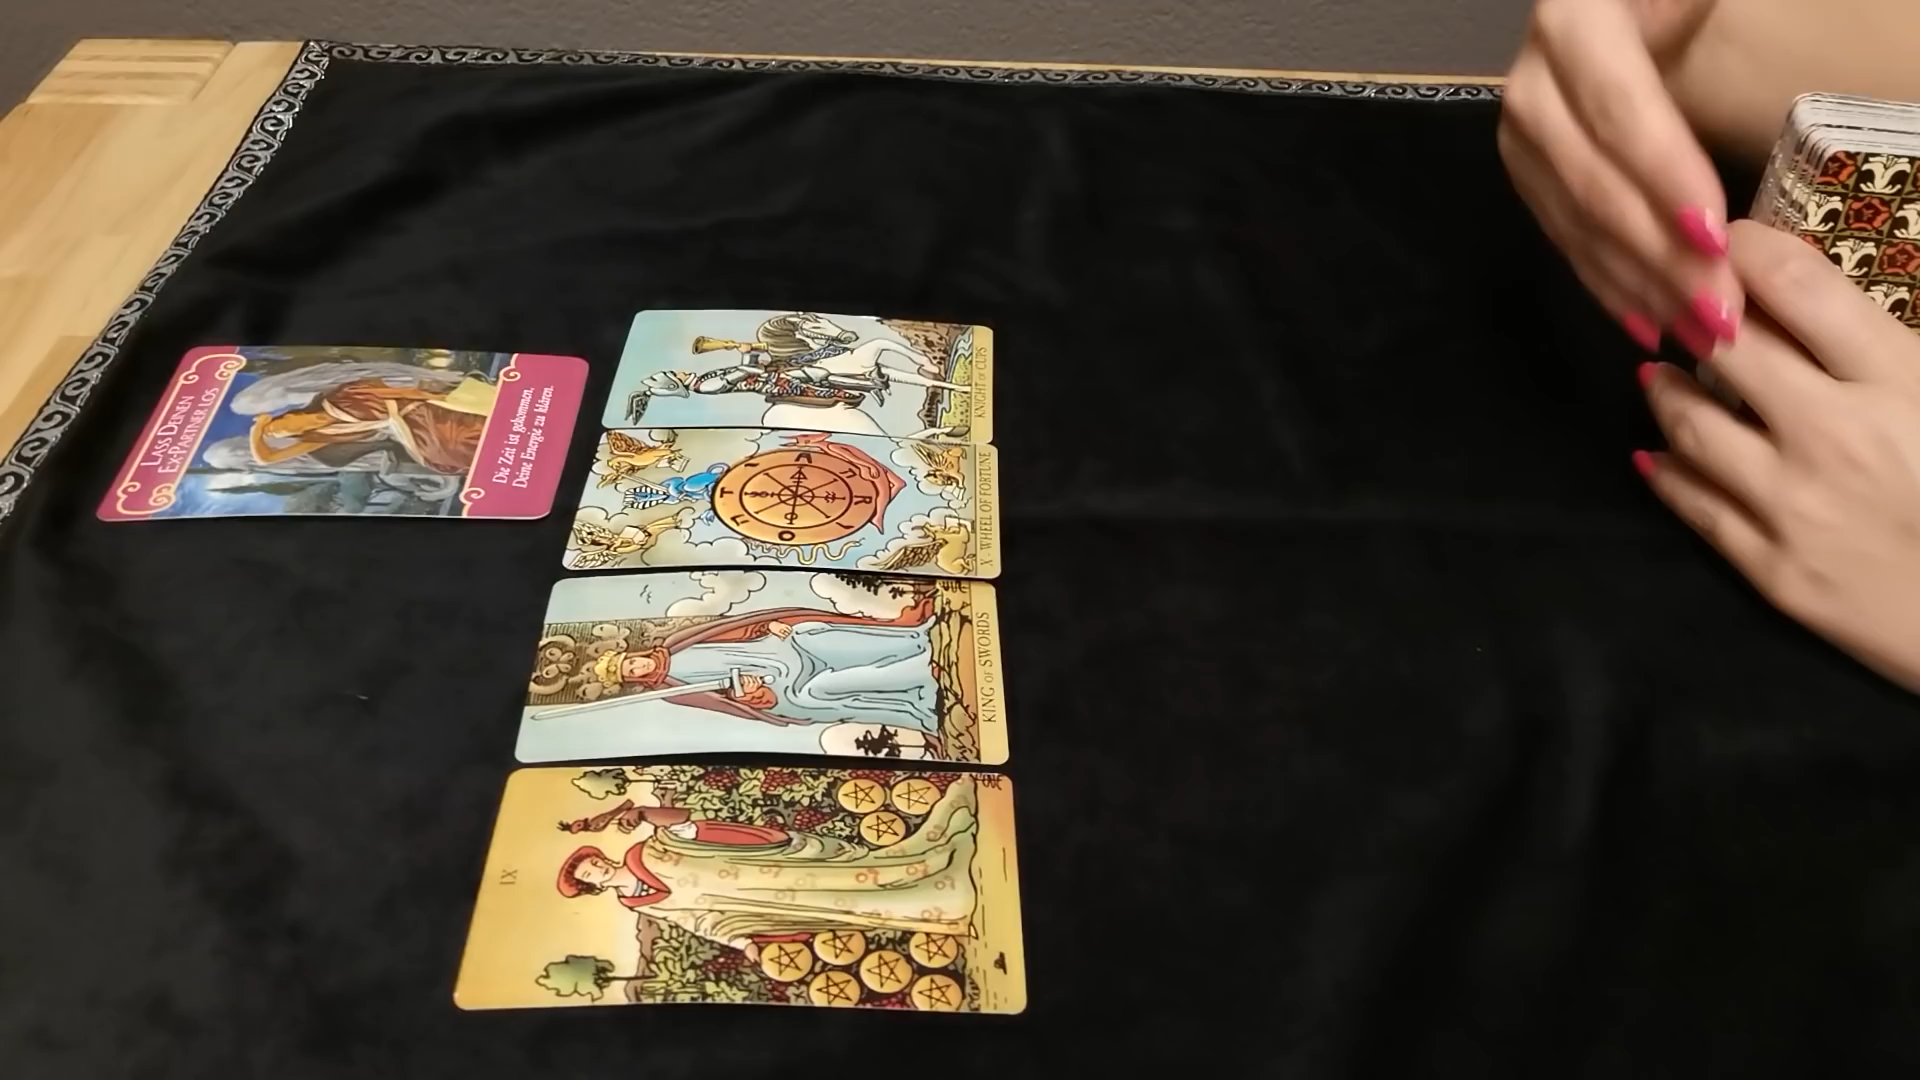 LASS DEINEN
EX-PARTNER LOS
Die Zeit ist gekommen,
Deine Energie zu klären.
KNIGHT OF CUPS
X - WHEEL OF FORTUNE
T A R O
KING OF SWORDS
IX